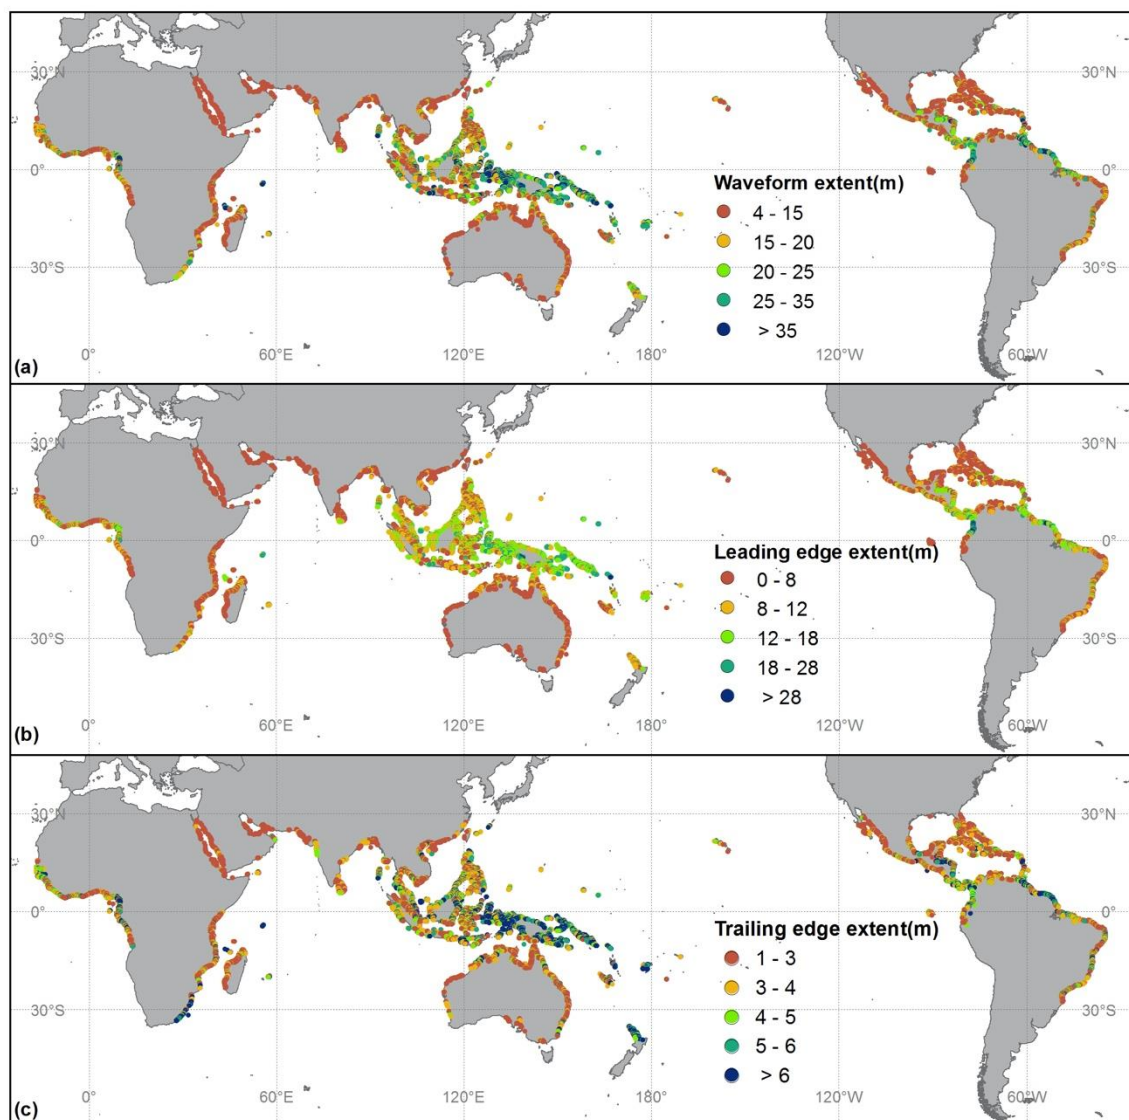 30°N
30°N
0°
0°
Waveform extent(m)
4 - 15
15 - 20
20 - 25
25 - 35
> 35
30°S
30°S
0°
60°E
120°E
180°
120°W
60°W
(a)
30°N
30°N
0°
0°
Leading edge extent(m)
0 - 8
8 - 12
12 - 18
18 - 28
> 28
30°S
30°S
0°
60°E
120°E
180°
120°W
60°W
(b)
30°N
30°N
0°
0°
Trailing edge extent(m)
1 - 3
3 - 4
4 - 5
5 - 6
> 6
30°S
30°S
0°
60°E
120°E
180°
120°W
60°W
(c)